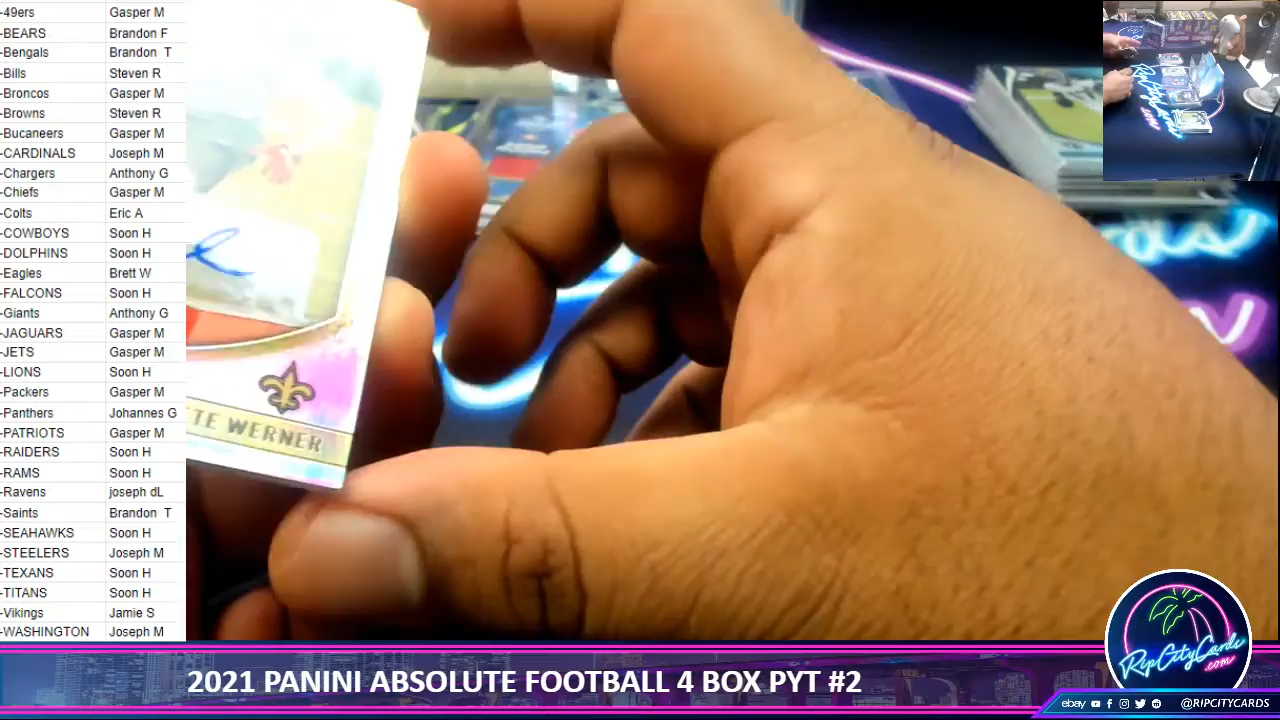 -49ers Gasper M
-BEARS Brandon F
-Bengals Brandon T
-Bills Steven R
-Broncos Gasper M
-Browns Steven R
-Bucaneers Gasper M
-CARDINALS Joseph M
-Chargers Anthony G
-Chiefs Gasper M
-Colts Eric A
-COWBOYS Soon H
-DOLPHINS Soon H
-Eagles Brett W
-FALCONS Soon H
-Giants Anthony G
-JAGUARS Gasper M
-JETS Gasper M
-LIONS Soon H
-Packers Gasper M
-Panthers Johannes G
-PATRIOTS Gasper M
-RAIDERS Soon H
-RAMS Soon H
-Ravens joseph dL
-Saints Brandon T
-SEAHAWKS Soon H
-STEELERS Joseph M
-TEXANS Soon H
-TITANS Soon H
-Vikings Jamie S
-WASHINGTON Joseph M
TE WERNER
2021 PANINI ABSOLUTE FOOTBALL 4 BOX PYT #2
RipCityCards
.com
ebay @RIPCITYCARDS